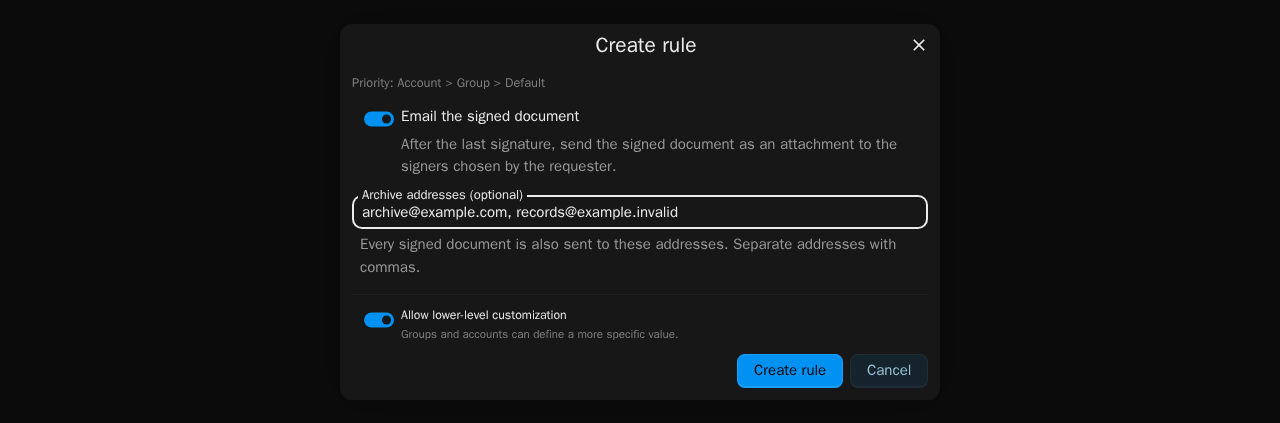 Create rule
Priority: Account > Group > Default
Email the signed document
After the last signature, send the signed document as an attachment to the
signers chosen by the requester.
Archive addresses (optional)
archive@example.com, records@example.invalid
Every signed document is also sent to these addresses. Separate addresses with
commas.
Allow lower-level customization
Groups and accounts can define a more specific value.
Create rule
Cancel